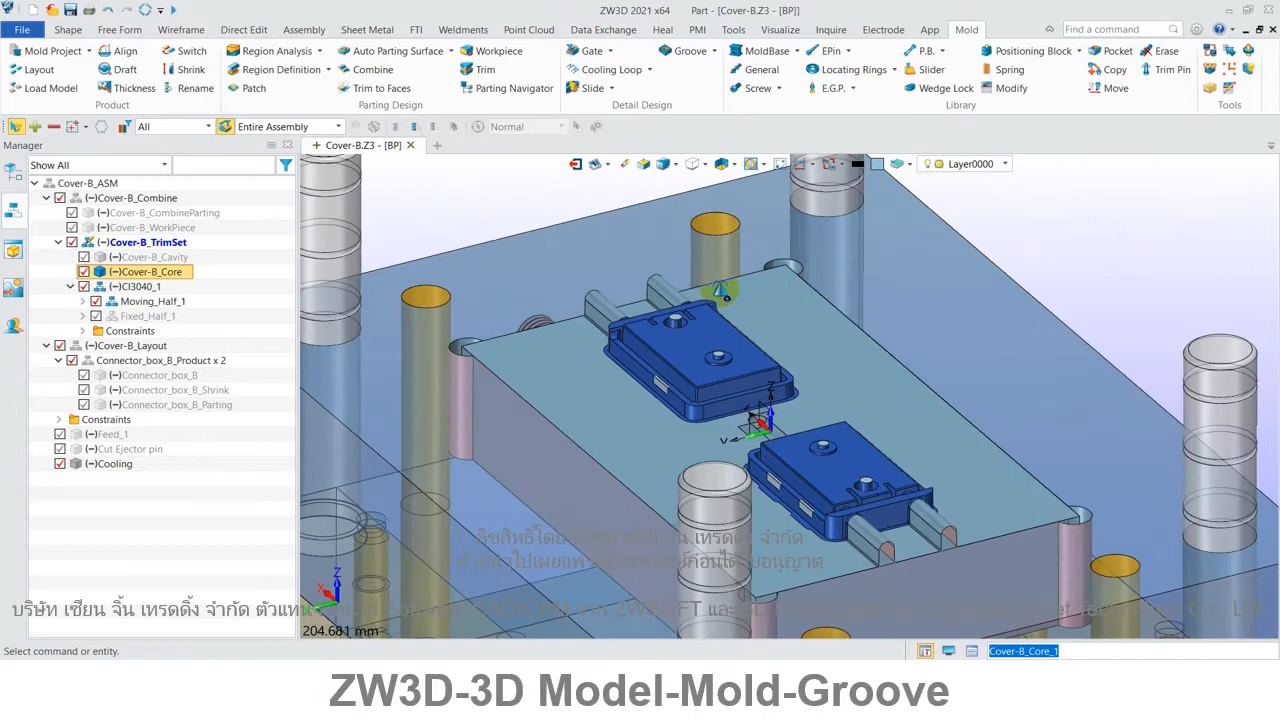 ZW3D 2021 x64 Part - [Cover-B.Z3 - [BP]]
File Shape Free Form Wireframe Direct Edit Assembly Sheet Metal FTI Weldments Point Cloud Data Exchange Heal PMI Tools Visualize Inquire Electrode App Mold Find a command
Mold Project Align Switch Region Analysis Auto Parting Surface Workpiece Gate Groove MoldBase EPin P.B. Positioning Block Pocket Erase
Layout Draft Shrink Region Definition Combine Trim Cooling Loop General Locating Rings Slider Spring Copy Trim Pin
Load Model Thickness Rename Patch Trim to Faces Parting Navigator Slide Screw E.G.P. Wedge Lock Modify Move
Product Parting Design Detail Design Library Tools
All Entire Assembly Normal
Manager Cover-B.Z3 - [BP]
Show All Layer0000
Cover-B_ASM
(-)Cover-B_Combine
(-)Cover-B_CombineParting
(-)Cover-B_WorkPiece
(-)Cover-B_TrimSet
(-)Cover-B_Cavity
(-)Cover-B_Core
(-)CI3040_1
Moving_Half_1
Fixed_Half_1
Constraints
(-)Cover-B_Layout
Connector_box_B_Product x 2
(-)Connector_box_B
(-)Connector_box_B_Shrink
(-)Connector_box_B_Parting
Constraints
(-)Feed_1
(-)Cut Ejector pin
(-)Cooling
Z
Y
X
Z
204.681 mm
บริษัท เซียน จิ้น เทรดดิ้ง จำกัด
Select command or entity. Cover-B_Core_1
ZW3D-3D Model-Mold-Groove